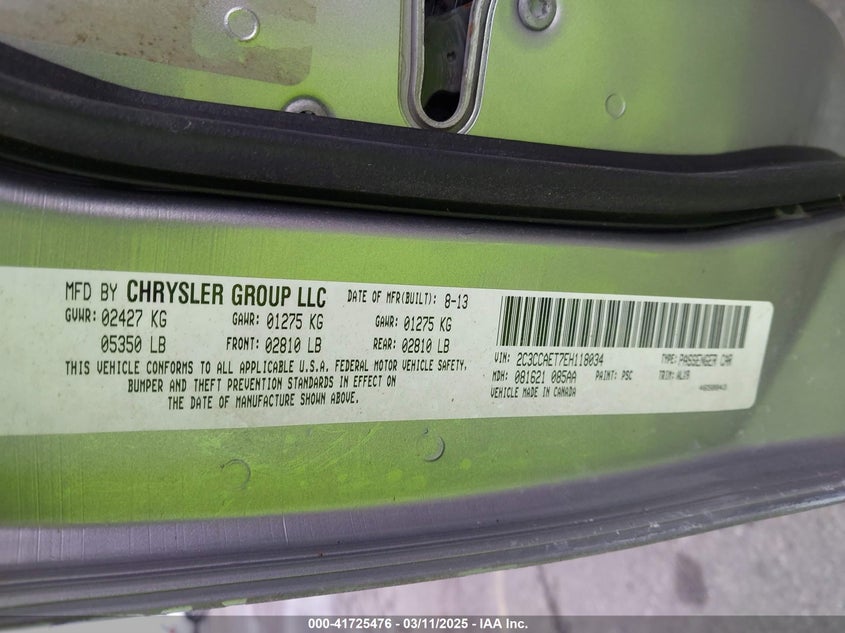 MFD BY CHRYSLER GROUP LLC DATE OF MFR(BUILT): 8-13
GVWR: 02427 KG GAWR: 01275 KG GAWR: 01275 KG
05350 LB FRONT: 02810 LB REAR: 02810 LB
THIS VEHICLE CONFORMS TO ALL APPLICABLE U.S.A. FEDERAL MOTOR VEHICLE SAFETY,
BUMPER AND THEFT PREVENTION STANDARDS IN EFFECT ON
THE DATE OF MANUFACTURE SHOWN ABOVE.
VIN: 2C3CCAET7EH118034 TYPE: PASSENGER CAR
MDH: 081621 085AA PAINT: PSC TRIM: ALX9
VEHICLE MADE IN CANADA
000-41725476 - 03/11/2025 - IAA Inc.